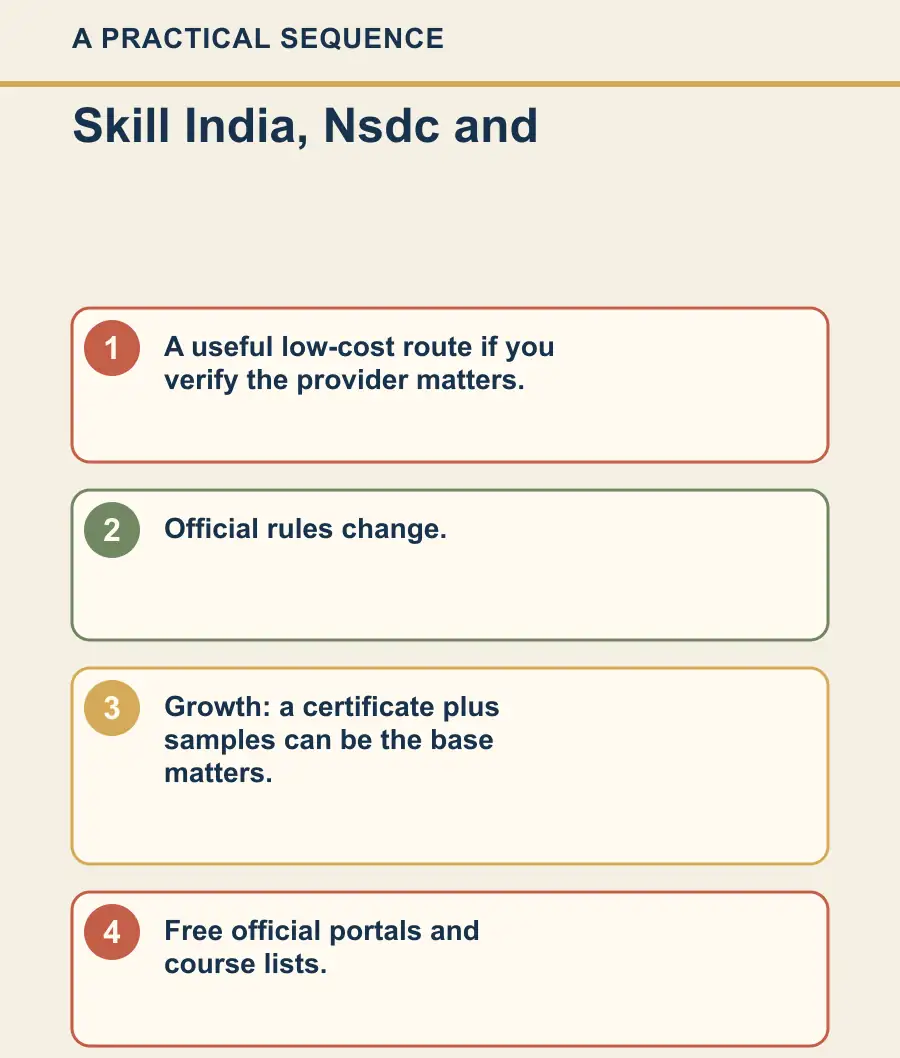 A PRACTICAL SEQUENCE
Skill India, Nsdc and
1
A useful low-cost route if you
verify the provider matters.
2
Official rules change.
3
Growth: a certificate plus
samples can be the base
matters.
4
Free official portals and
course lists.